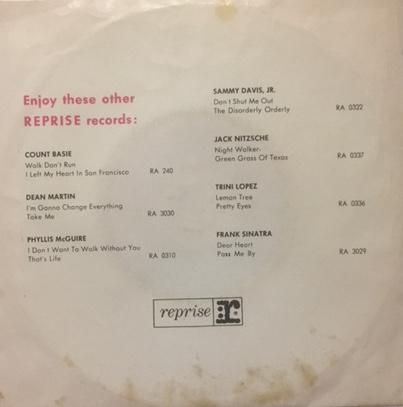 Enjoy these other
REPRISE records:
COUNT BASIE
Walk Don't Run
I Left My Heart In San Francisco RA 240
DEAN MARTIN
I'm Gonna Change Everything
Take Me RA 3030
PHYLLIS McGUIRE
I Don't Want To Walk Without You
That's Life RA 0310
SAMMY DAVIS, JR.
Don't Shut Me Out
The Disorderly Orderly RA 0322
JACK NITZSCHE
Night Walker.
Green Grass Of Texas RA 0337
TRINI LOPEZ
Lemon Tree
Pretty Eyes RA 0336
FRANK SINATRA
Dear Heart
Pass Me By RA 3029
reprise r: